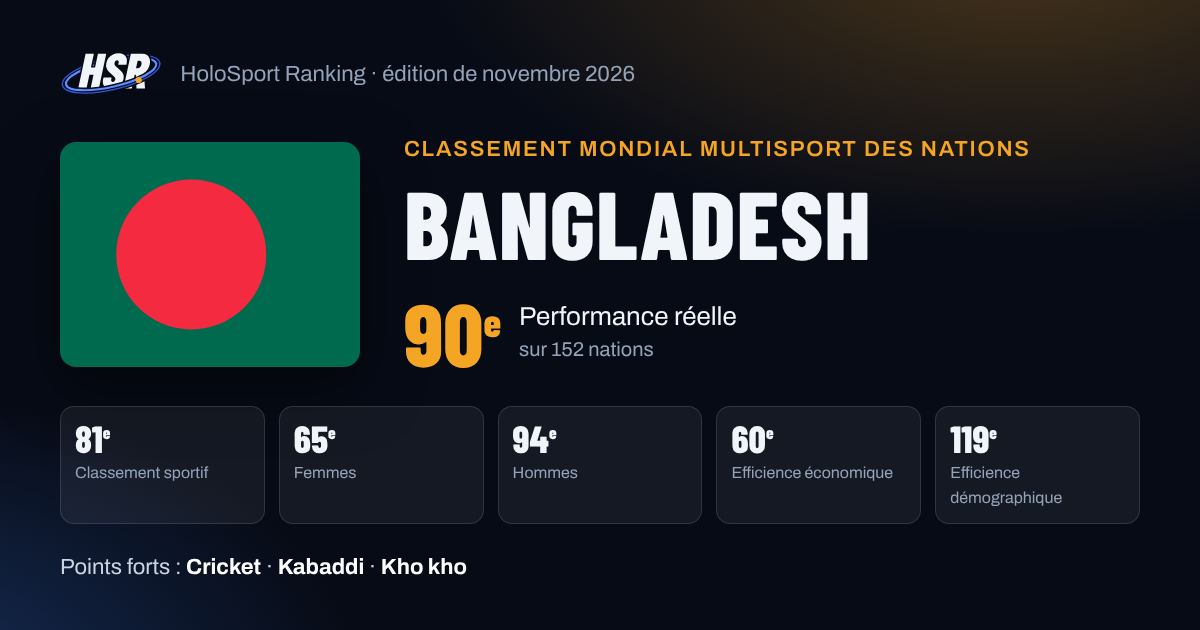 HSR
HoloSport Ranking · édition de novembre 2026
CLASSEMENT MONDIAL MULTISPORT DES NATIONS
BANGLADESH
90e
Performance réelle
sur 152 nations
81e
Classement sportif
65e
Femmes
94e
Hommes
60e
Efficience économique
119e
Efficience
démographique
Points forts : Cricket · Kabaddi · Kho kho